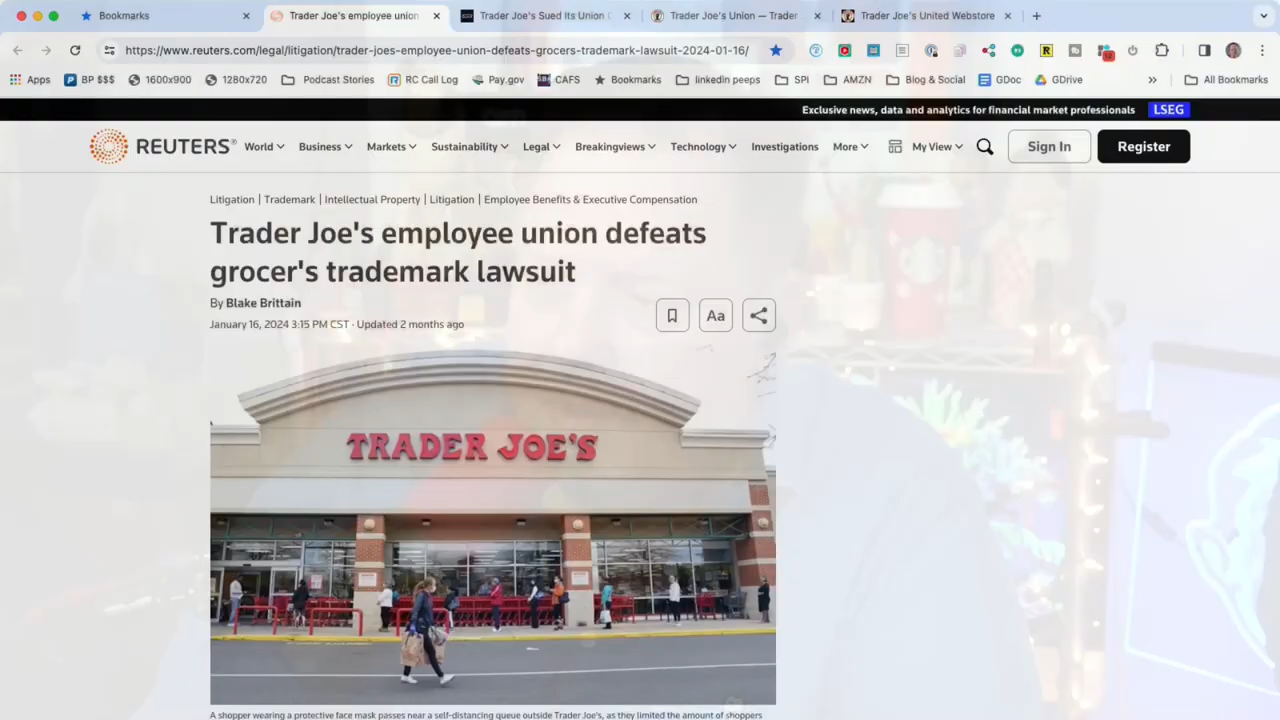 Bookmarks
Trader Joe's employee union
Trader Joe's Sued Its Union
Trader Joe's Union — Trader
Trader Joe's United Webstore
https://www.reuters.com/legal/litigation/trader-joes-employee-union-defeats-grocers-trademark-lawsuit-2024-01-16/
Apps
BP $$$
1600x900
1280x720
Podcast Stories
RC Call Log
Pay.gov
CAFS
Bookmarks
linkedin peeps
SPi
AMZN
Blog & Social
GDoc
GDrive
All Bookmarks
Exclusive news, data and analytics for financial market professionals LSEG
REUTERS®
World
Business
Markets
Sustainability
Legal
Breakingviews
Technology
Investigations
More
My View
Sign In
Register
Litigation | Trademark | Intellectual Property | Litigation | Employee Benefits & Executive Compensation
Trader Joe's employee union defeats
grocer's trademark lawsuit
By Blake Brittain
January 16, 2024 3:15 PM CST · Updated 2 months ago
Aa
TRADER JOE'S
A shopper wearing a protective face mask passes near a self-distancing queue outside Trader Joe's, as they limited the amount of shoppers